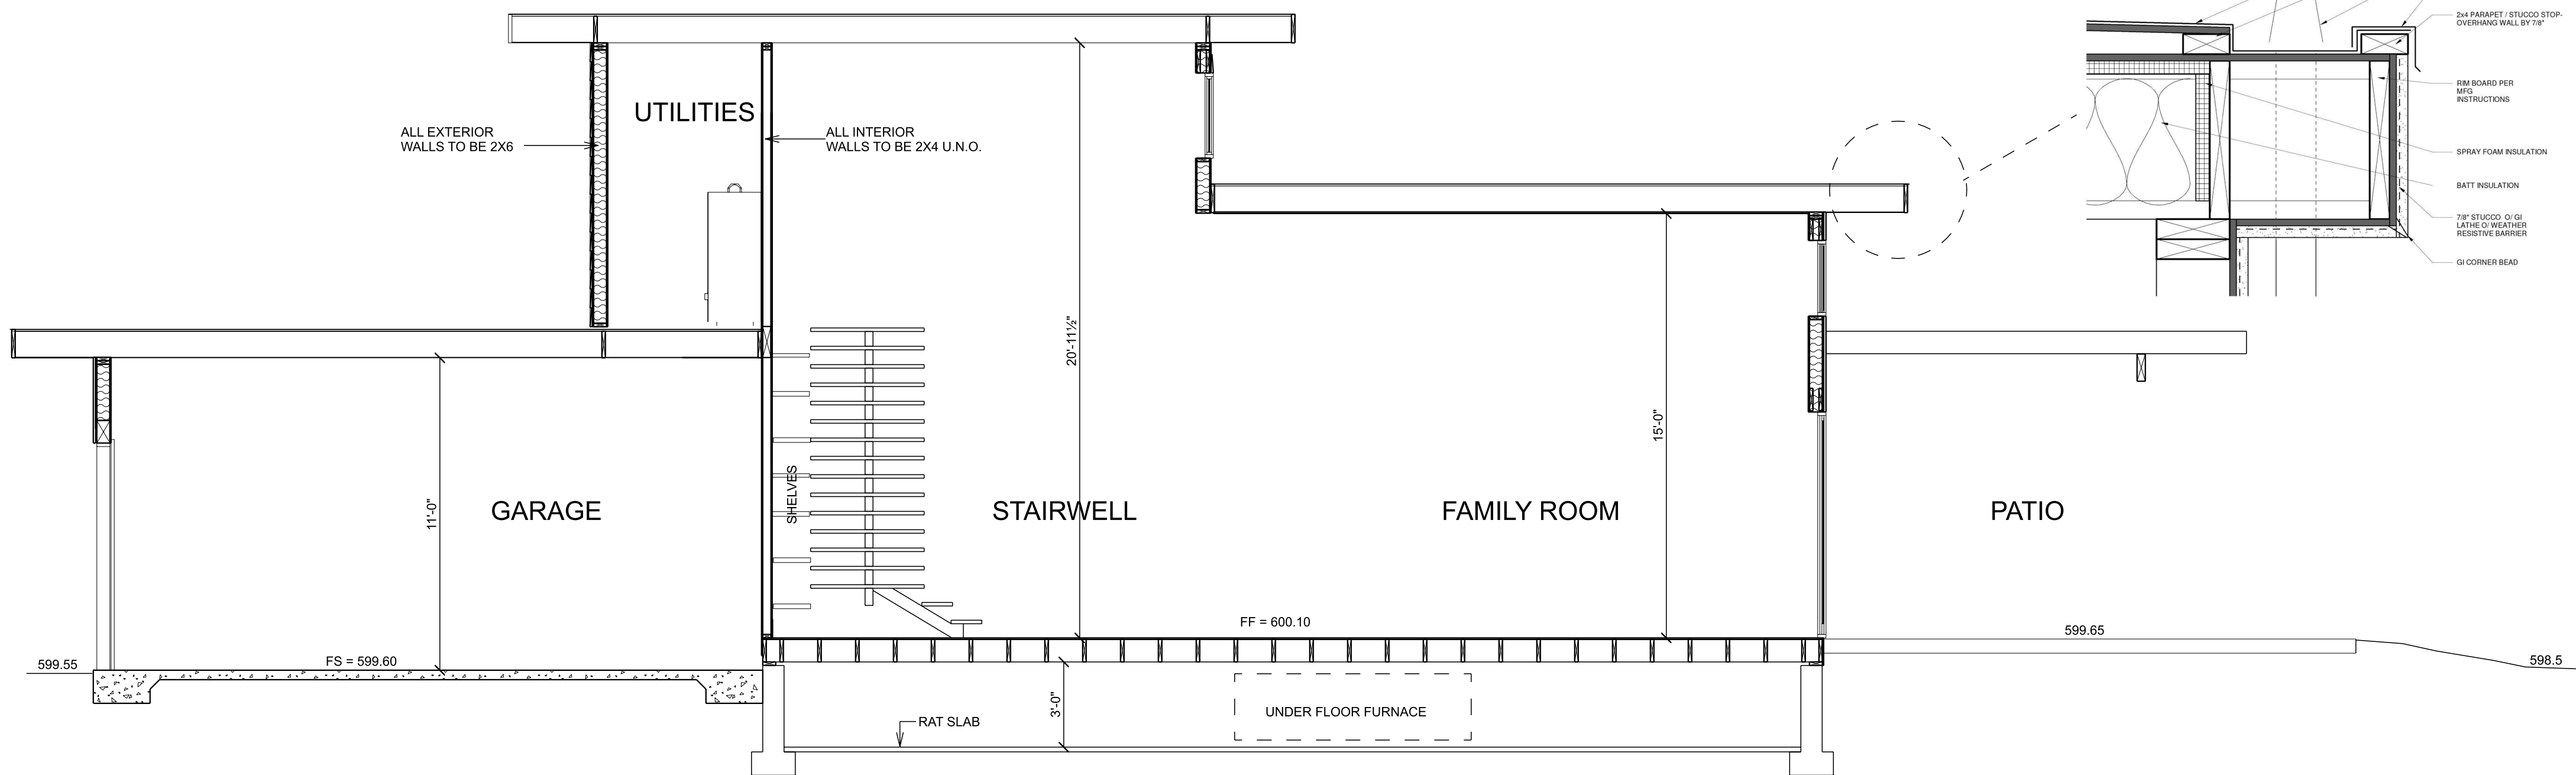 2x4 PARAPET / STUCCO STOP-
OVERHANG WALL BY 7/8"
RIM BOARD PER
MFG
INSTRUCTIONS
SPRAY FOAM INSULATION
BATT INSULATION
7/8" STUCCO O/ GI
LATHE O/ WEATHER
RESISTIVE BARRIER
GI CORNER BEAD
UTILITIES
ALL EXTERIOR
WALLS TO BE 2X6
ALL INTERIOR
WALLS TO BE 2X4 U.N.O.
20'-11½"
15'-0"
11'-0"
SHELVES
GARAGE
STAIRWELL
FAMILY ROOM
PATIO
FF = 600.10
599.65
599.55
FS = 599.60
598.5
3'-0"
RAT SLAB
UNDER FLOOR FURNACE